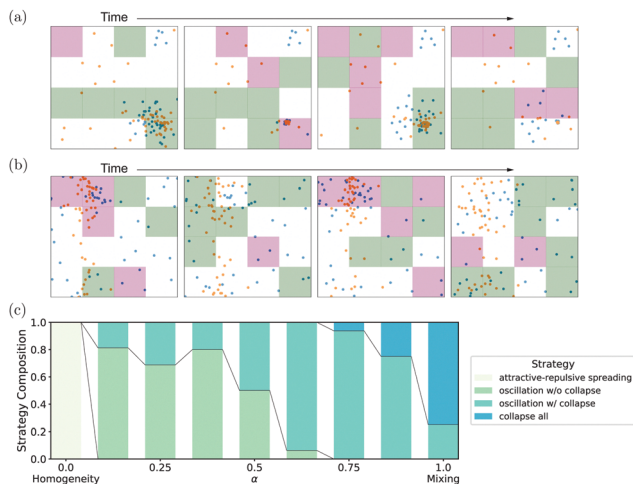 (a)
Time
(b)
Time
(c)
Strategy Composition
1.0
0.8
0.6
0.4
0.2
0.0
0.0
0.25
0.5
0.75
1.0
Homogeneity
α
Mixing
Strategy
attractive-repulsive spreading
oscillation w/o collapse
oscillation w/ collapse
collapse all